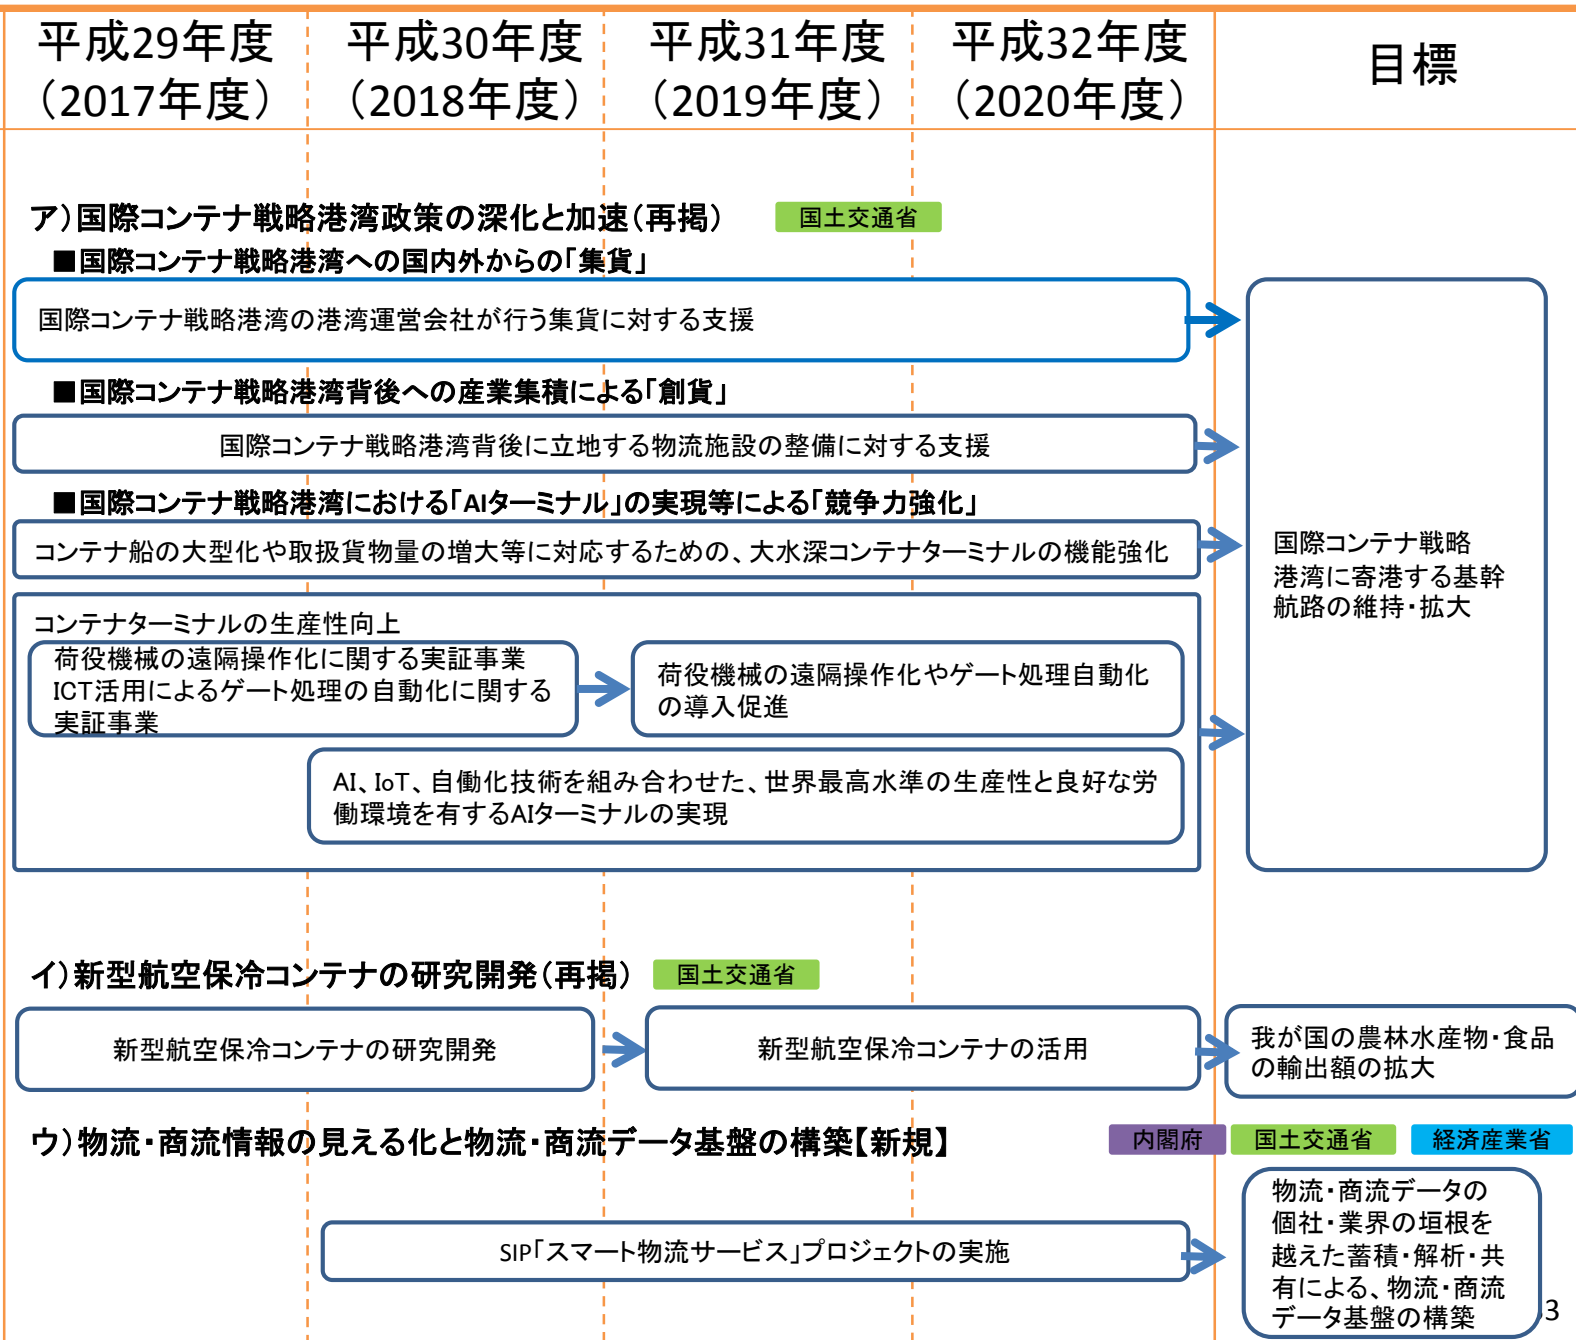 平成29年度
（2017年度）
平成30年度
（2018年度）
平成31年度
（2019年度）
平成32年度
（2020年度）
目標
ア）国際コンテナ戦略港湾政策の深化と加速（再掲）
国土交通省
■国際コンテナ戦略港湾への国内外からの「集貨」
国際コンテナ戦略港湾の港湾運営会社が行う集貨に対する支援
■国際コンテナ戦略港湾背後への産業集積による「創貨」
国際コンテナ戦略港湾背後に立地する物流施設の整備に対する支援
■国際コンテナ戦略港湾における「AIターミナル」の実現等による「競争力強化」
コンテナ船の大型化や取扱貨物量の増大等に対応するための、大水深コンテナターミナルの機能強化
コンテナターミナルの生産性向上
荷役機械の遠隔操作化に関する実証事業
ICT活用によるゲート処理の自動化に関する
実証事業
荷役機械の遠隔操作化やゲート処理自動化
の導入促進
AI、IoT、自働化技術を組み合わせた、世界最高水準の生産性と良好な労
働環境を有するAIターミナルの実現
国際コンテナ戦略
港湾に寄港する基幹
航路の維持・拡大
イ）新型航空保冷コンテナの研究開発（再掲）
国土交通省
新型航空保冷コンテナの研究開発
新型航空保冷コンテナの活用
我が国の農林水産物・食品
の輸出額の拡大
ウ）物流・商流情報の見える化と物流・商流データ基盤の構築【新規】
内閣府
国土交通省
経済産業省
SIP「スマート物流サービス」プロジェクトの実施
物流・商流データの
個社・業界の垣根を
越えた蓄積・解析・共
有による、物流・商流
データ基盤の構築
3